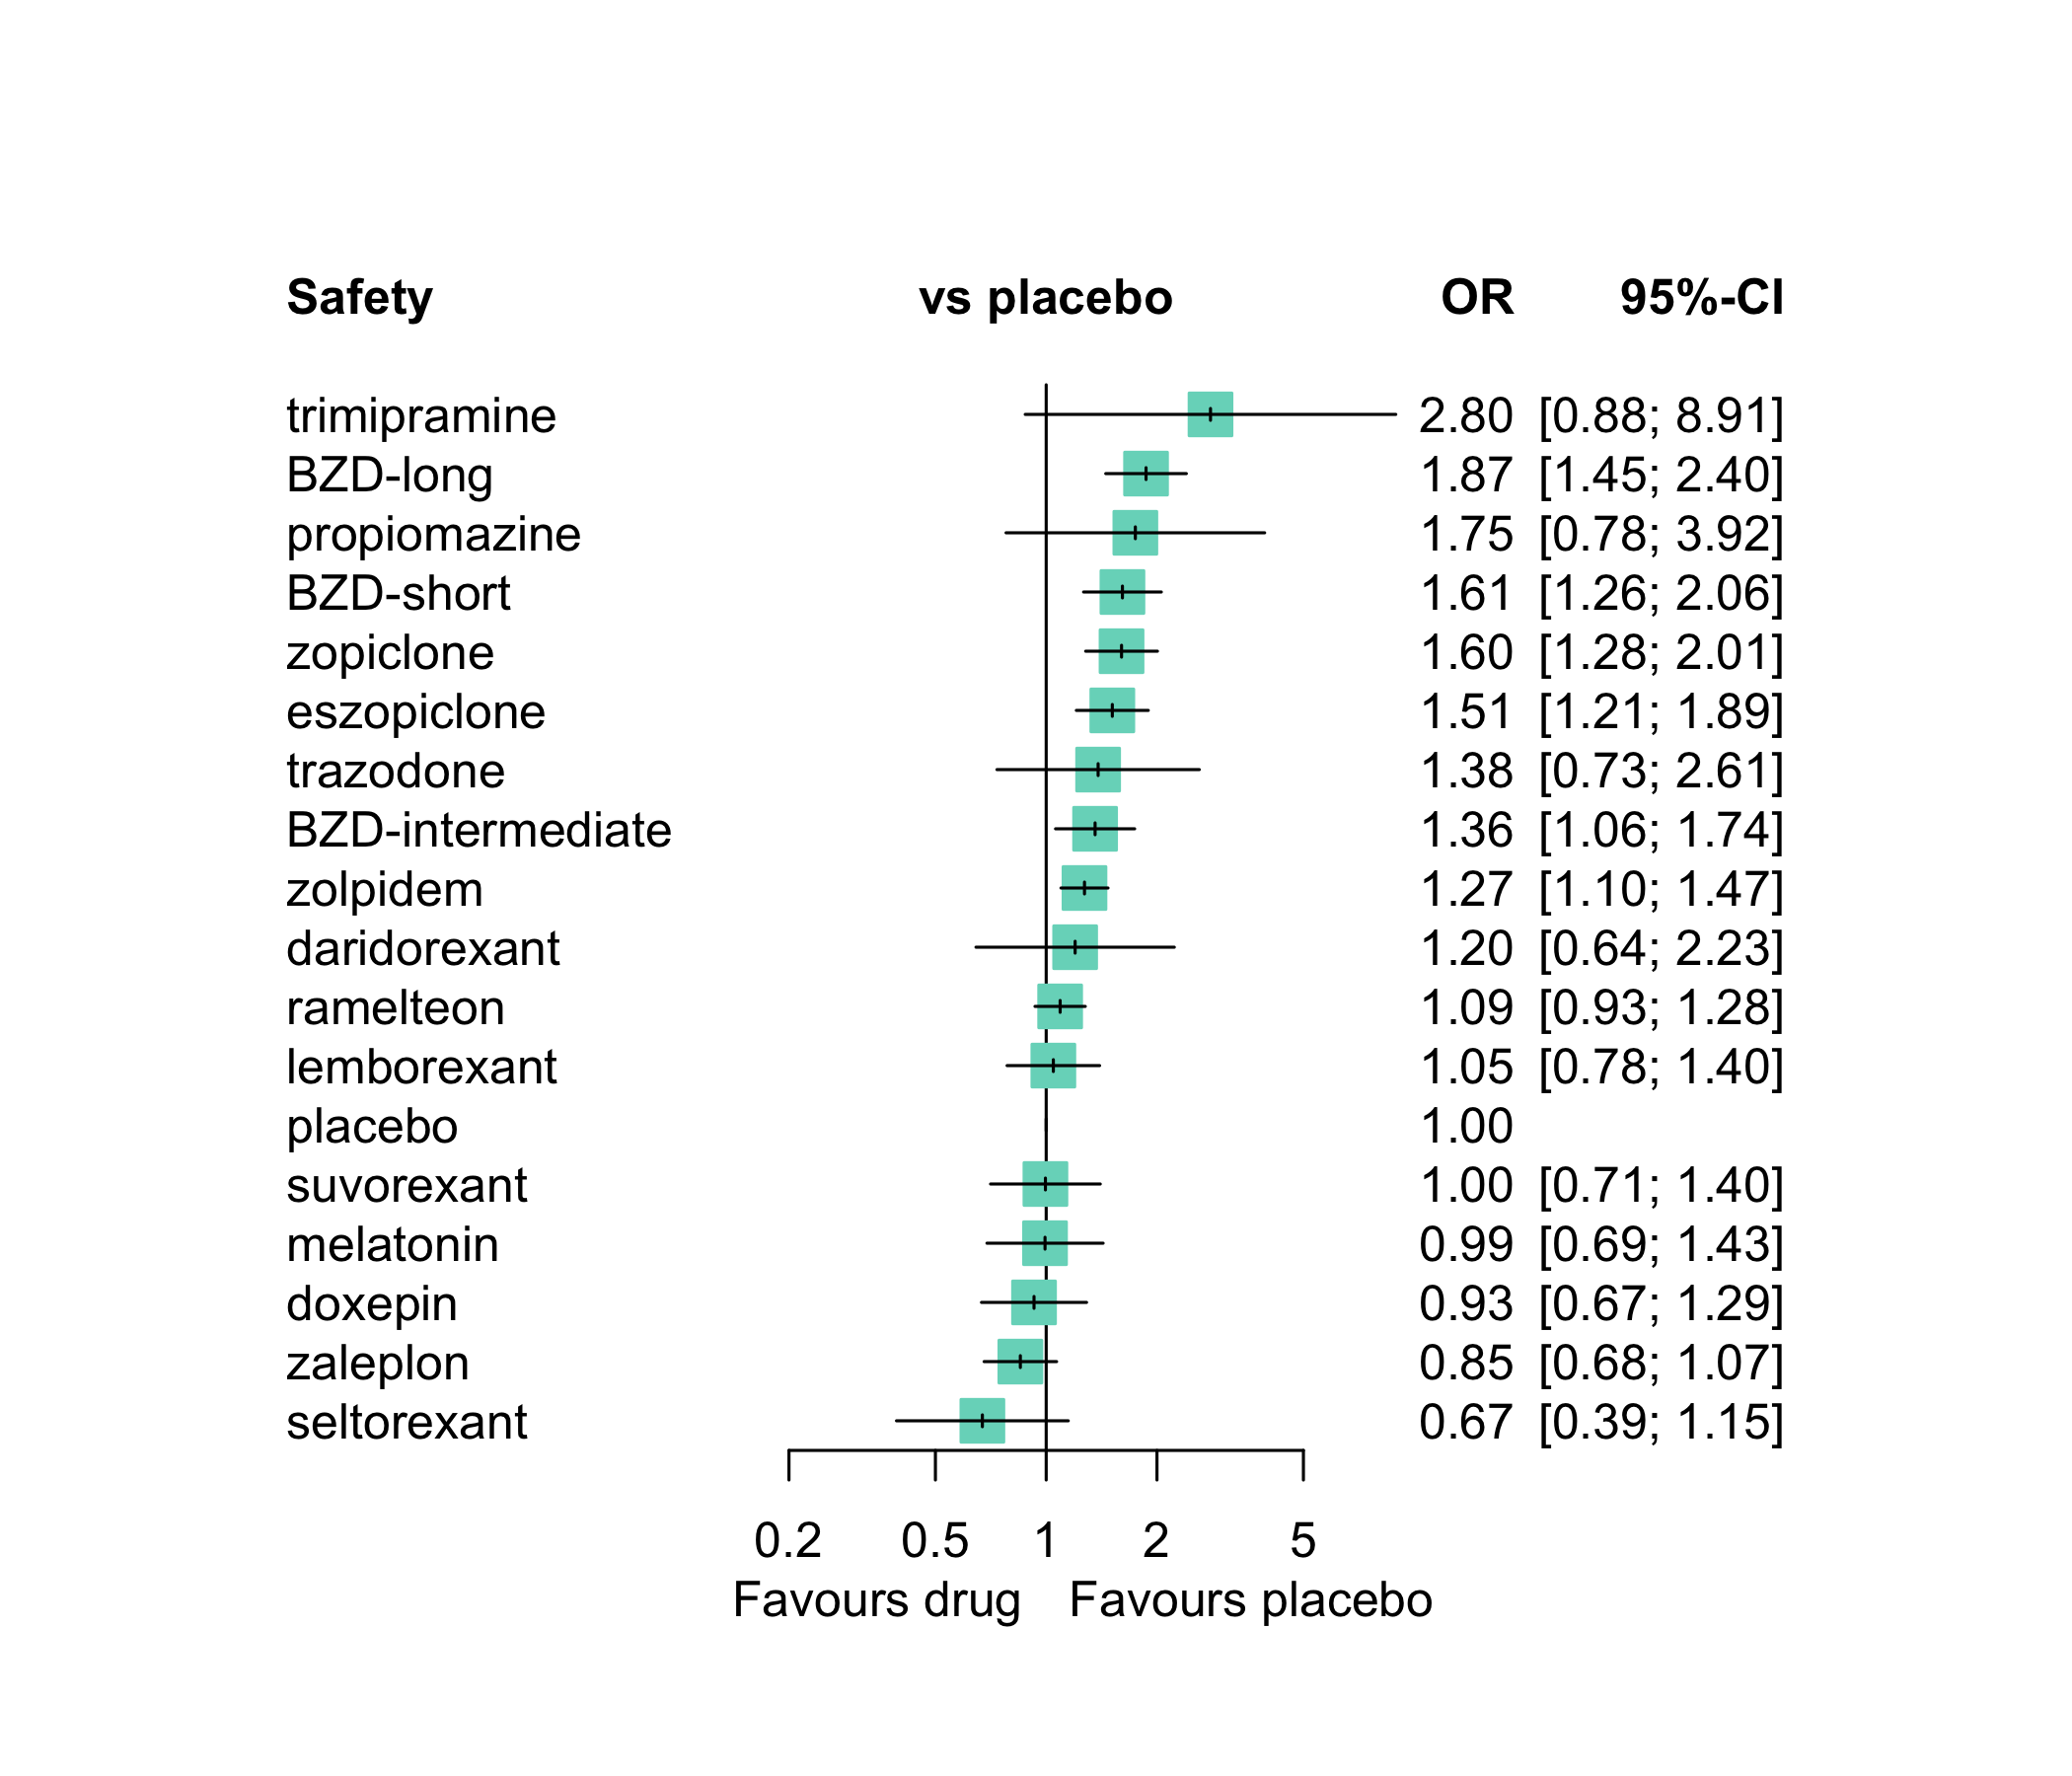 Safety vs placebo OR 95%-CI
trimipramine 2.80 [0.88; 8.91]
BZD-long 1.87 [1.45; 2.40]
propiomazine 1.75 [0.78; 3.92]
BZD-short 1.61 [1.26; 2.06]
zopiclone 1.60 [1.28; 2.01]
eszopiclone 1.51 [1.21; 1.89]
trazodone 1.38 [0.73; 2.61]
BZD-intermediate 1.36 [1.06; 1.74]
zolpidem 1.27 [1.10; 1.47]
daridorexant 1.20 [0.64; 2.23]
ramelteon 1.09 [0.93; 1.28]
lemborexant 1.05 [0.78; 1.40]
placebo 1.00
suvorexant 1.00 [0.71; 1.40]
melatonin 0.99 [0.69; 1.43]
doxepin 0.93 [0.67; 1.29]
zaleplon 0.85 [0.68; 1.07]
seltorexant 0.67 [0.39; 1.15]
0.2 0.5 1 2 5
Favours drug Favours placebo